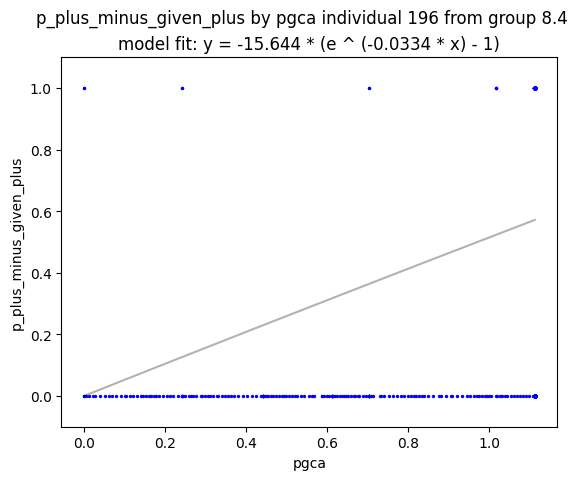 p_plus_minus_given_plus by pgca individual 196 from group 8.4
model fit: y = -15.644 * (e ^ (-0.0334 * x) - 1)
p_plus_minus_given_plus
1.0
0.8
0.6
0.4
0.2
0.0
0.0 0.2 0.4 0.6 0.8 1.0
pgca